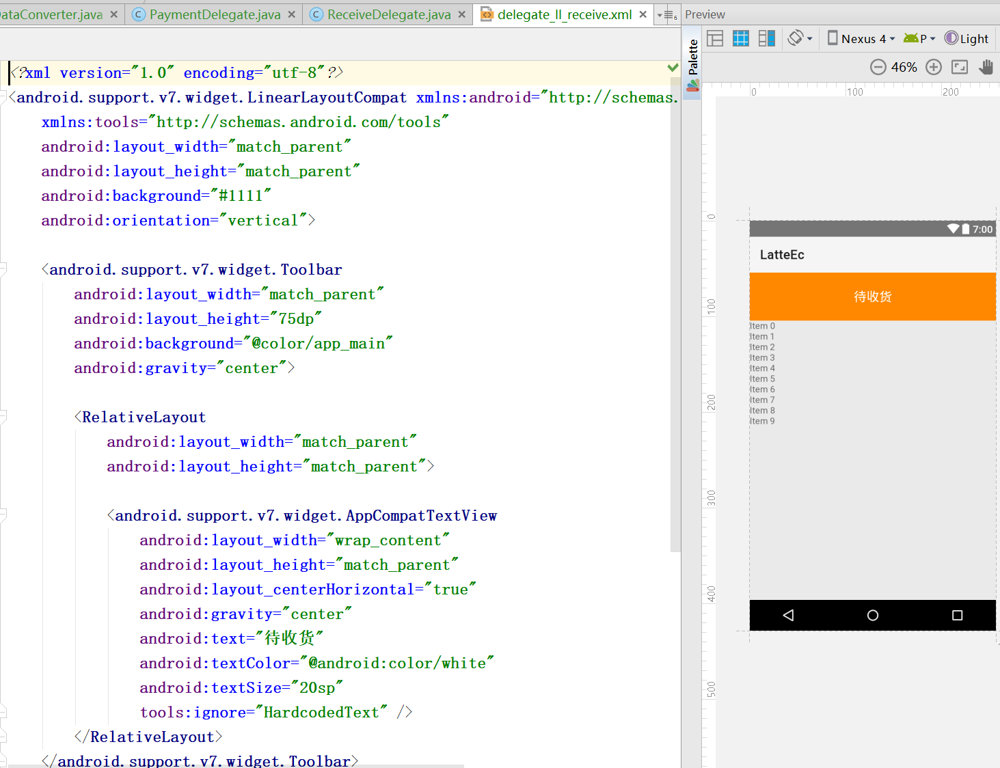 ataConverter.java
PaymentDelegate.java
ReceiveDelegate.java
delegate_ll_receive.xml
6
Preview
Palette
Nexus 4
P
Light
46%
<?xml version="1.0" encoding="utf-8"?>
<android.support.v7.widget.LinearLayoutCompat xmlns:android="http://schemas.
xmlns:tools="http://schemas.android.com/tools"
android:layout_width="match_parent"
android:layout_height="match_parent"
android:background="#1111"
android:orientation="vertical">
<android.support.v7.widget.Toolbar
android:layout_width="match_parent"
android:layout_height="75dp"
android:background="@color/app_main"
android:gravity="center">
<RelativeLayout
android:layout_width="match_parent"
android:layout_height="match_parent">
<android.support.v7.widget.AppCompatTextView
android:layout_width="wrap_content"
android:layout_height="match_parent"
android:layout_centerHorizontal="true"
android:gravity="center"
android:text="待收货"
android:textColor="@android:color/white"
android:textSize="20sp"
tools:ignore="HardcodedText" />
</RelativeLayout>
</android.support.v7.widget.Toolbar>
0
100
200
0
100
200
300
400
500
7:00
LatteEc
待收货
Item 0
Item 1
Item 2
Item 3
Item 4
Item 5
Item 6
Item 7
Item 8
Item 9